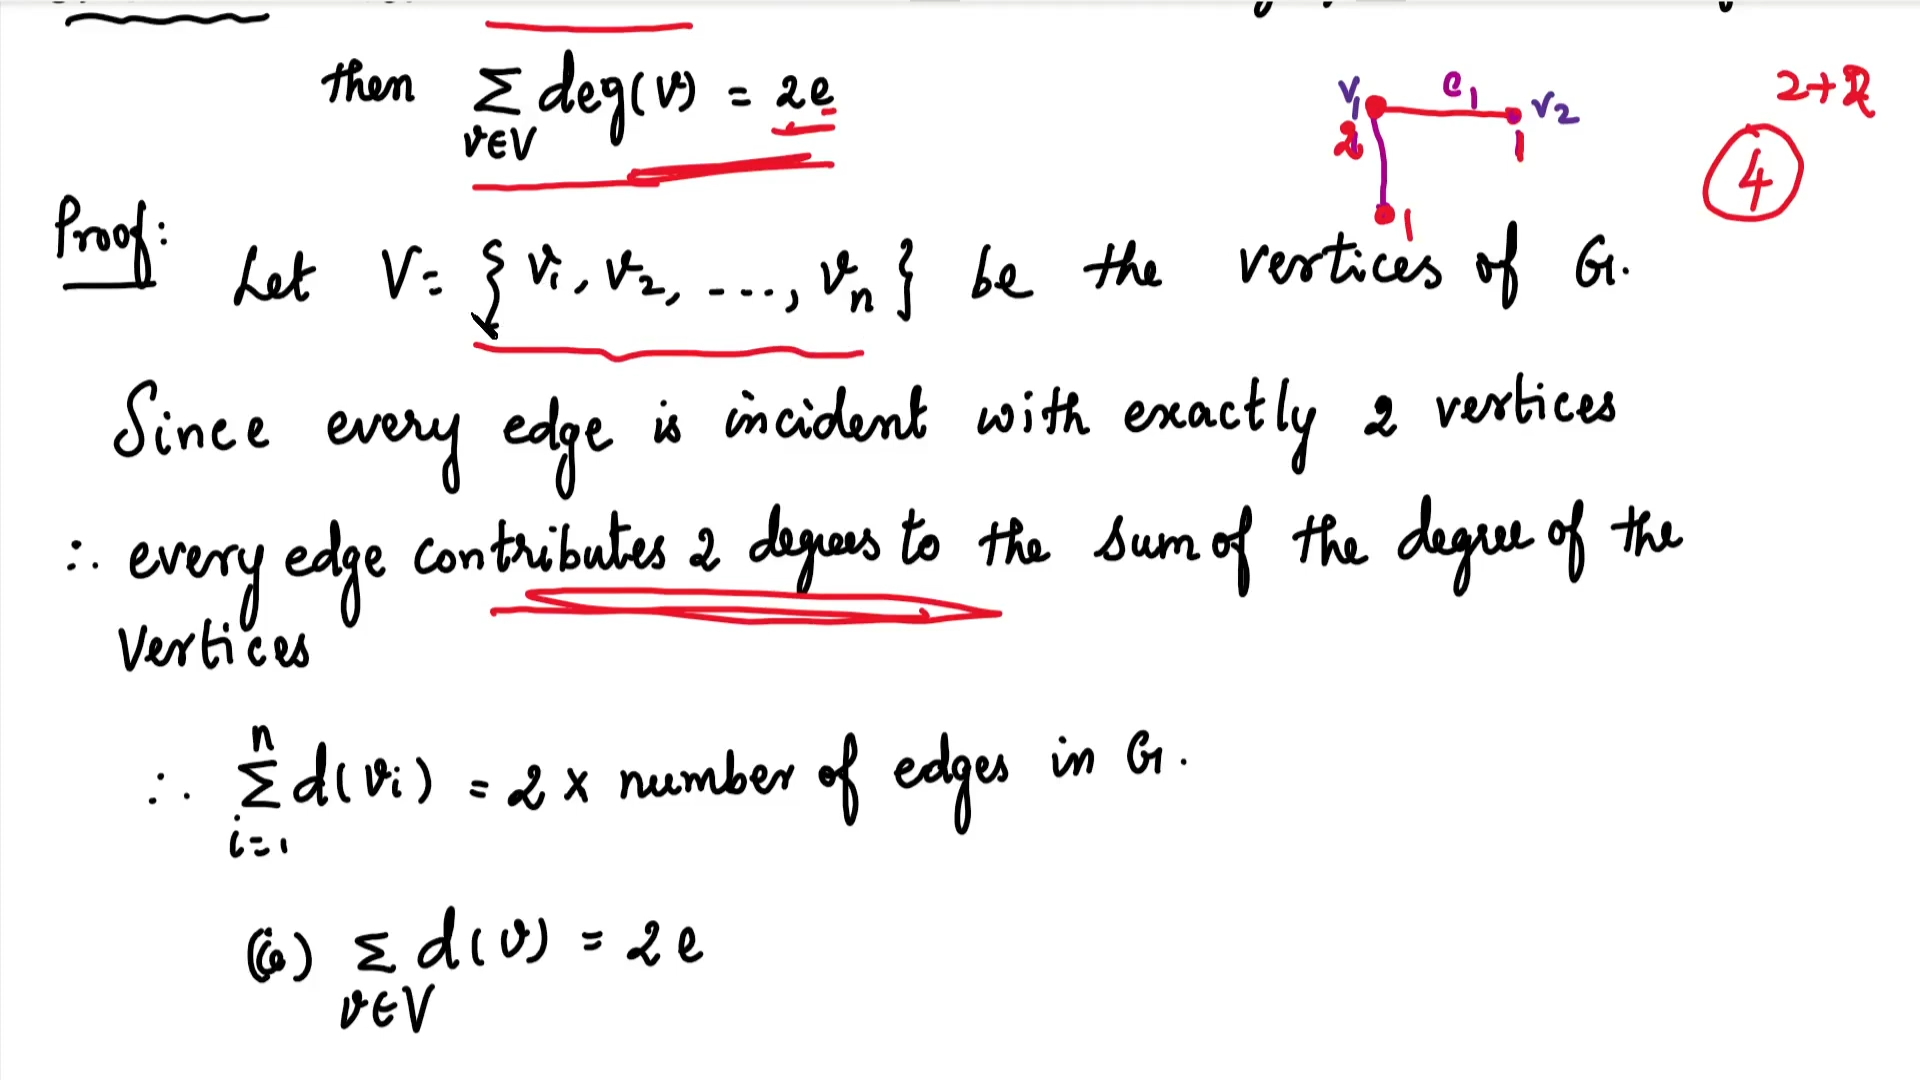 then Σ deg(v) = 2e
v∈V
v1 e1 v2
2 1
1
2+2
4
Proof:
Let V = { v1, v2, ----, vn } be the vertices of G.
Since every edge is incident with exactly 2 vertices
∴ every edge contributes 2 degrees to the sum of the degree of the
vertices
n
∴ Σ d(vi) = 2 x number of edges in G.
i=1
(ie) Σ d(v) = 2e
v∈V